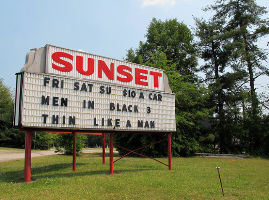 SUNSET
FRI SAT SU $10 A CAR
MEN IN BLACK 3
THIN LIKE A MAN